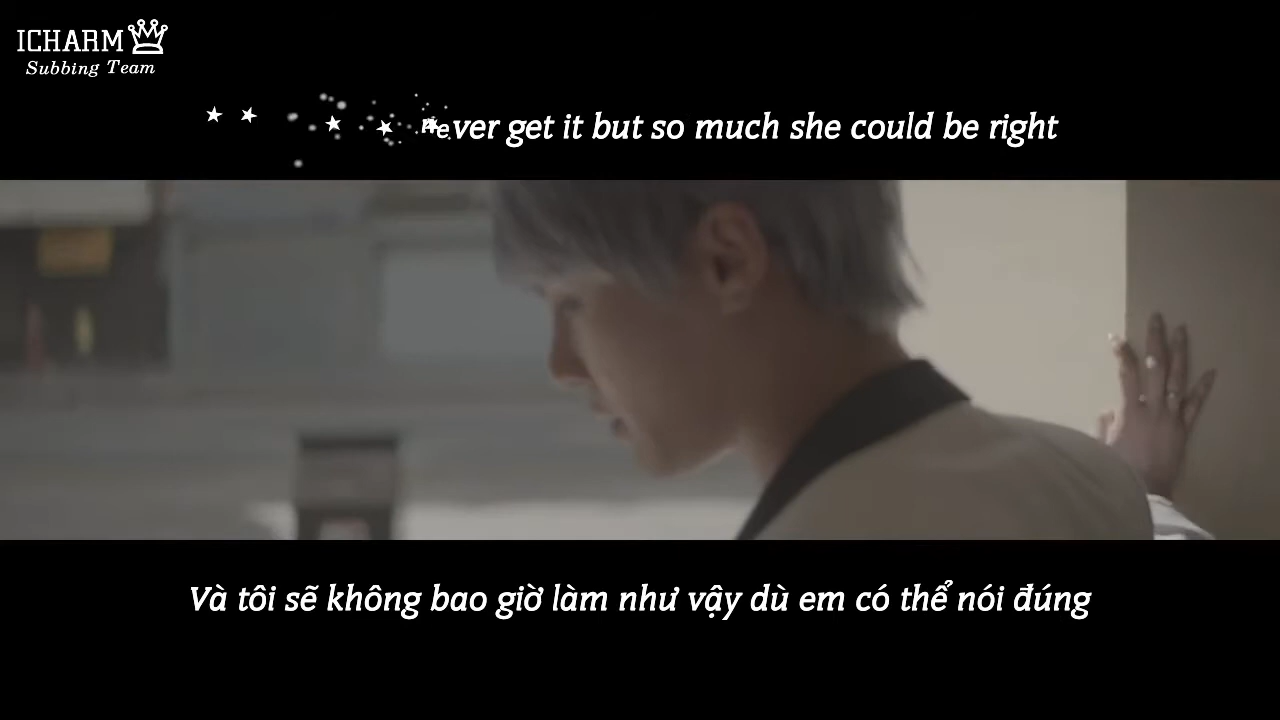 ICHARM
Subbing Team
never get it but so much she could be right
Và tôi sẽ không bao giờ làm như vậy dù em có thể nói đúng